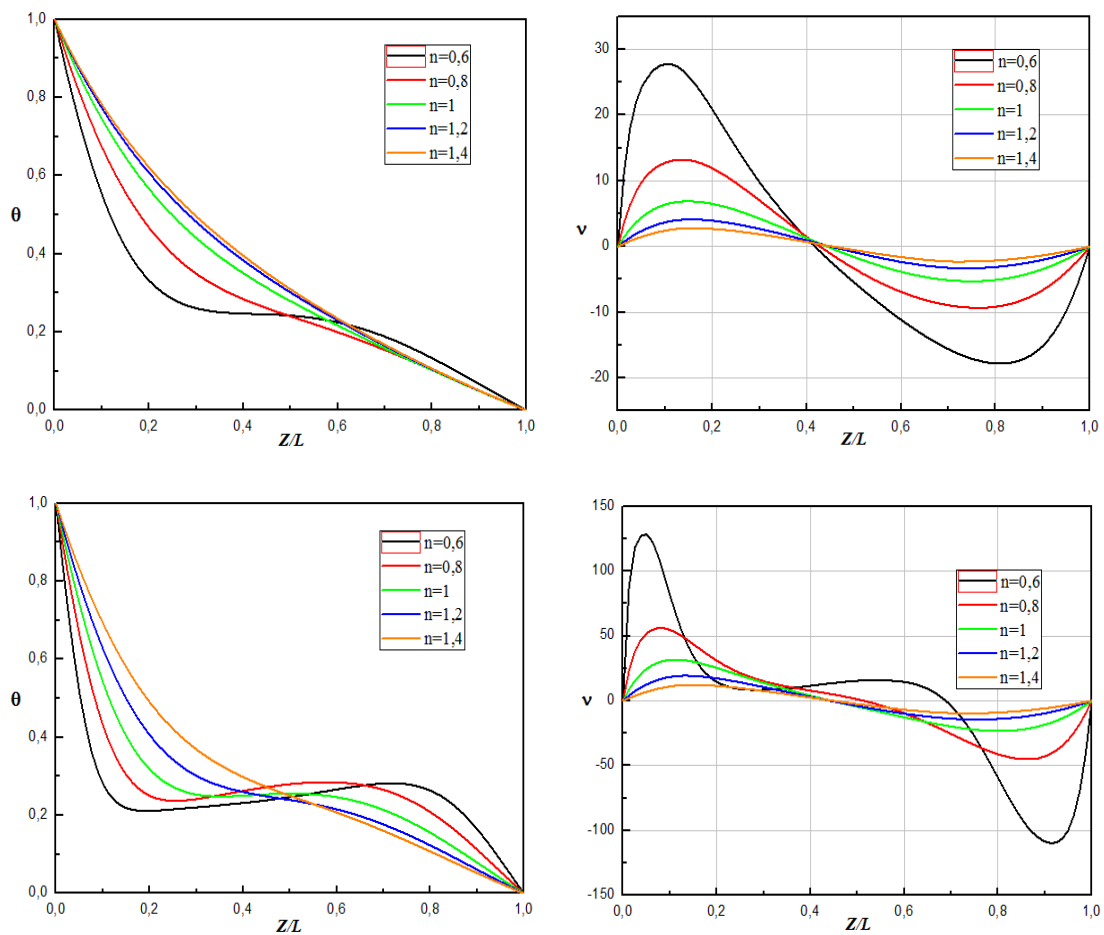 1,0
0,8
0,6
0,4
0,2
0,0
θ
n=0,6
n=0,8
n=1
n=1,2
n=1,4
0,0 0,2 0,4 0,6 0,8 1,0
Z/L
30
20
10
0
-10
-20
ν
n=0,6
n=0,8
n=1
n=1,2
n=1,4
0,0 0,2 0,4 0,6 0,8 1,0
Z/L
1,0
0,8
0,6
0,4
0,2
0,0
θ
n=0,6
n=0,8
n=1
n=1,2
n=1,4
0,0 0,2 0,4 0,6 0,8 1,0
Z/L
150
100
50
0
-50
-100
-150
ν
n=0,6
n=0,8
n=1
n=1,2
n=1,4
0,0 0,2 0,4 0,6 0,8 1,0
Z/L